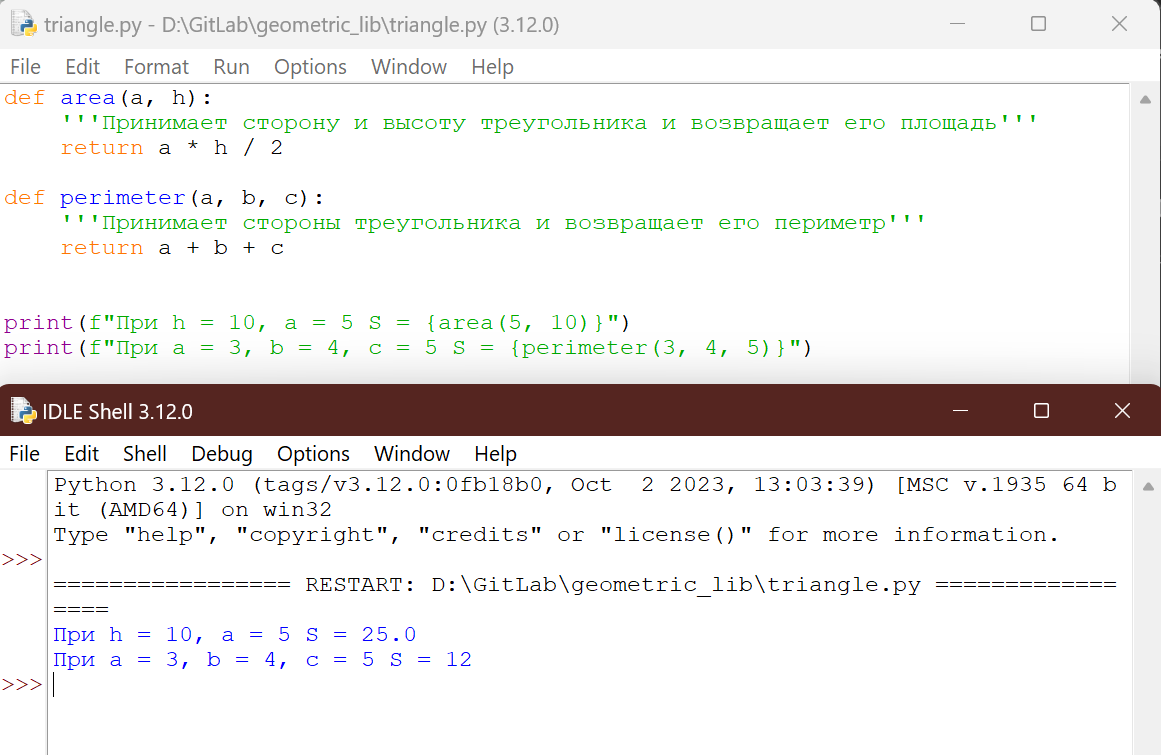 triangle.py - D:\GitLab\geometric_lib\triangle.py (3.12.0)
File Edit Format Run Options Window Help
def area(a, h):
    '''Принимает сторону и высоту треугольника и возвращает его площадь'''
    return a * h / 2
def perimeter(a, b, c):
    '''Принимает стороны треугольника и возвращает его периметр'''
    return a + b + c
print(f"При h = 10, a = 5 S = {area(5, 10)}")
print(f"При a = 3, b = 4, c = 5 S = {perimeter(3, 4, 5)}")
IDLE Shell 3.12.0
File Edit Shell Debug Options Window Help
Python 3.12.0 (tags/v3.12.0:0fb18b0, Oct  2 2023, 13:03:39) [MSC v.1935 64 b
it (AMD64)] on win32
Type "help", "copyright", "credits" or "license()" for more information.
>>>
================= RESTART: D:\GitLab\geometric_lib\triangle.py =============
====
При h = 10, a = 5 S = 25.0
При a = 3, b = 4, c = 5 S = 12
>>>